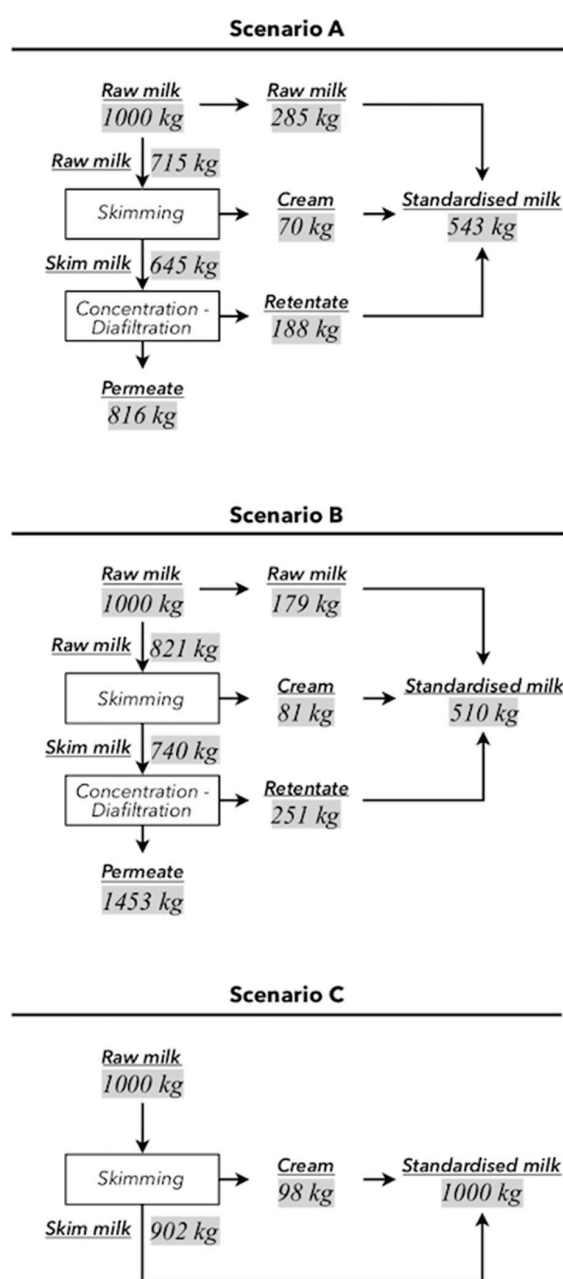 Scenario A
Raw milk
1000 kg
Raw milk
285 kg
Raw milk 715 kg
Skimming
Cream
70 kg
Standardised milk
543 kg
Skim milk 645 kg
Concentration -
Diafiltration
Retentate
188 kg
Permeate
816 kg
Scenario B
Raw milk
1000 kg
Raw milk
179 kg
Raw milk 821 kg
Skimming
Cream
81 kg
Standardised milk
510 kg
Skim milk 740 kg
Concentration -
Diafiltration
Retentate
251 kg
Permeate
1453 kg
Scenario C
Raw milk
1000 kg
Skimming
Cream
98 kg
Standardised milk
1000 kg
Skim milk 902 kg